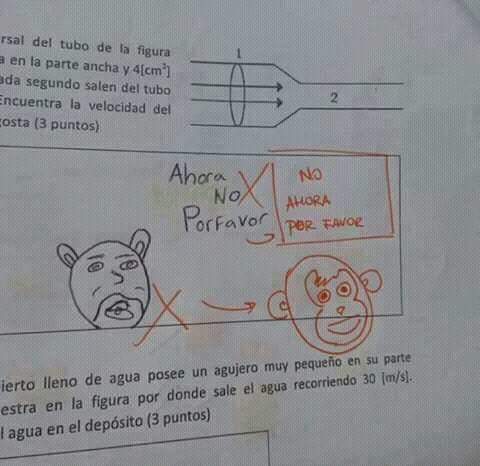 rsal del tubo de la figura
a en la parte ancha y 4[cm²]
ada segundo salen del tubo
Encuentra la velocidad del
gosta (3 puntos)
1
2
Ahora
No
Porfavor
NO
AHORA
POR FAVOR
ierto lleno de agua posee un agujero muy pequeño en su parte
estra en la figura por donde sale el agua recorriendo 30 [m/s].
l agua en el depósito (3 puntos)